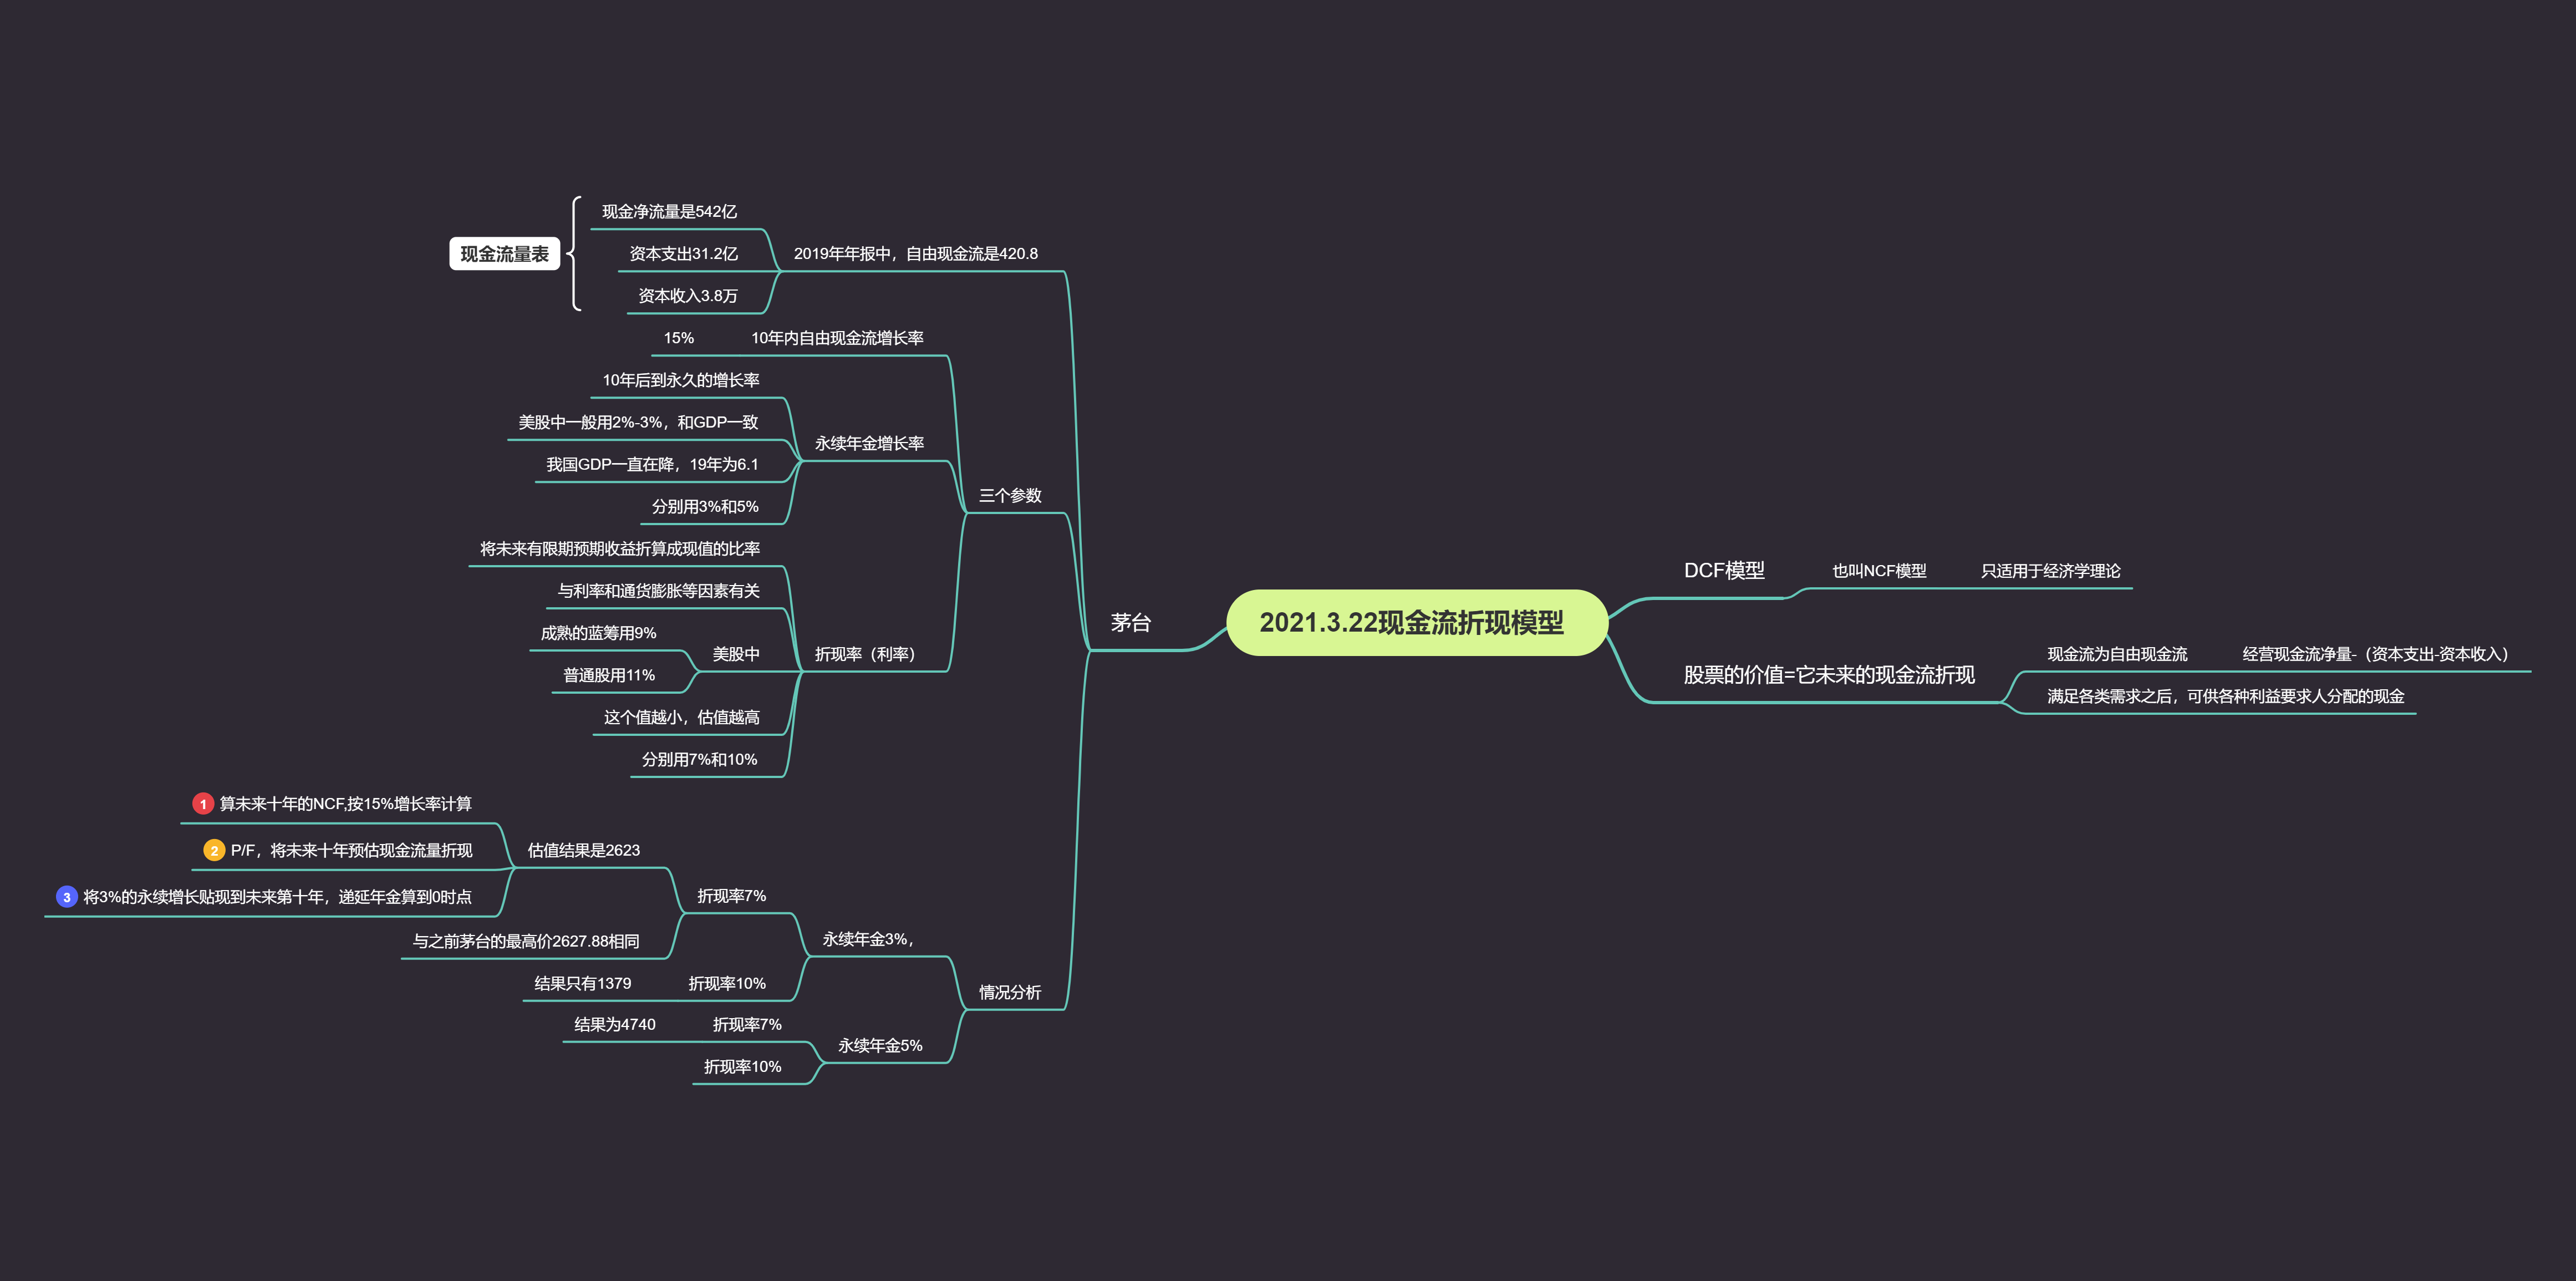 2021.3.22现金流折现模型
DCF模型
也叫NCF模型
只适用于经济学理论
股票的价值=它未来的现金流折现
现金流为自由现金流
经营现金流净量-（资本支出-资本收入）
满足各类需求之后，可供各种利益要求人分配的现金
茅台
2019年年报中，自由现金流是420.8
现金净流量是542亿
资本支出31.2亿
资本收入3.8万
现金流量表
三个参数
10年内自由现金流增长率
15%
永续年金增长率
10年后到永久的增长率
美股中一般用2%-3%，和GDP一致
我国GDP一直在降，19年为6.1
分别用3%和5%
折现率（利率）
将未来有限期预期收益折算成现值的比率
与利率和通货膨胀等因素有关
美股中
成熟的蓝筹用9%
普通股用11%
这个值越小，估值越高
分别用7%和10%
情况分析
永续年金3%，
折现率7%
估值结果是2623
1 算未来十年的NCF,按15%增长率计算
2 P/F，将未来十年预估现金流量折现
3 将3%的永续增长贴现到未来第十年，递延年金算到0时点
与之前茅台的最高价2627.88相同
折现率10%
结果只有1379
永续年金5%
折现率7%
结果为4740
折现率10%